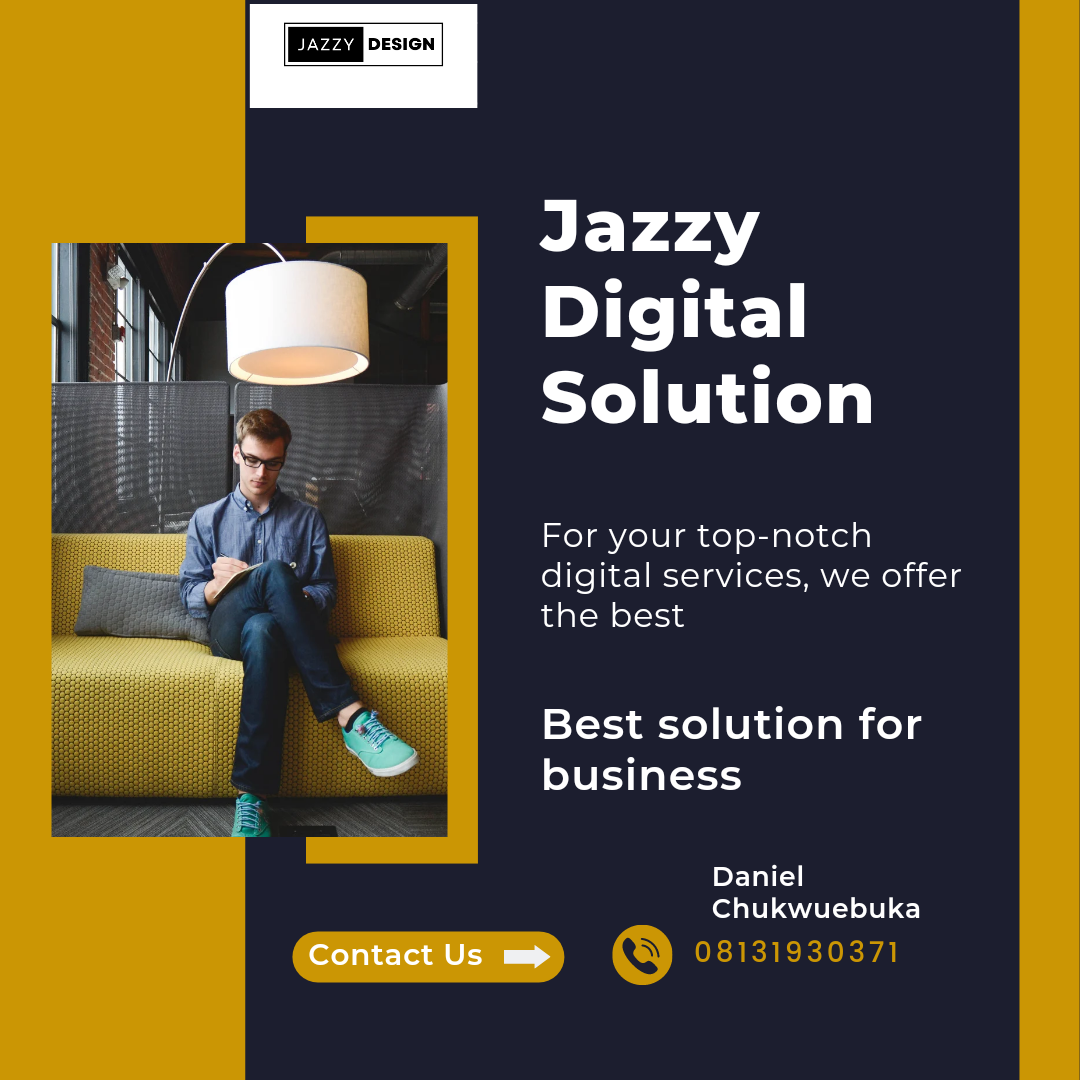 JAZZY DESIGN
Jazzy
Digital
Solution
For your top-notch
digital services, we offer
the best
Best solution for
business
Daniel
Chukwuebuka
Contact Us
08131930371